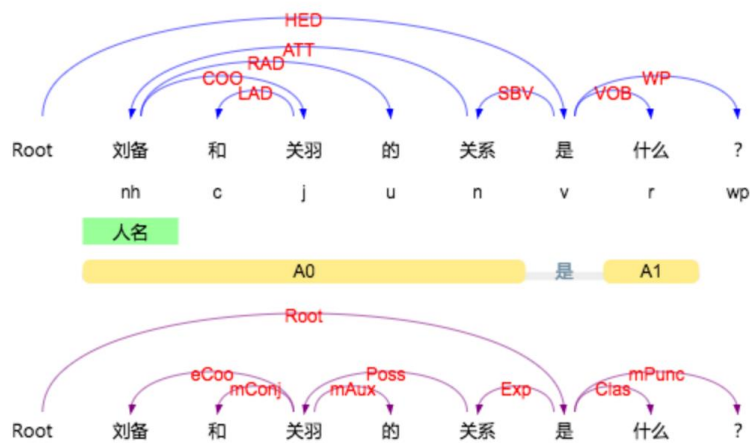 HED
ATT
RAD
COO
WP
LAD
SBV
VOB
Root 刘备 和 关羽 的 关系 是 什么 ?
nh c j u n v r wp
人名
A0 是 A1
Root
eCoo Poss mPunc
mConj mAux Exp Clas
Root 刘备 和 关羽 的 关系 是 什么 ?